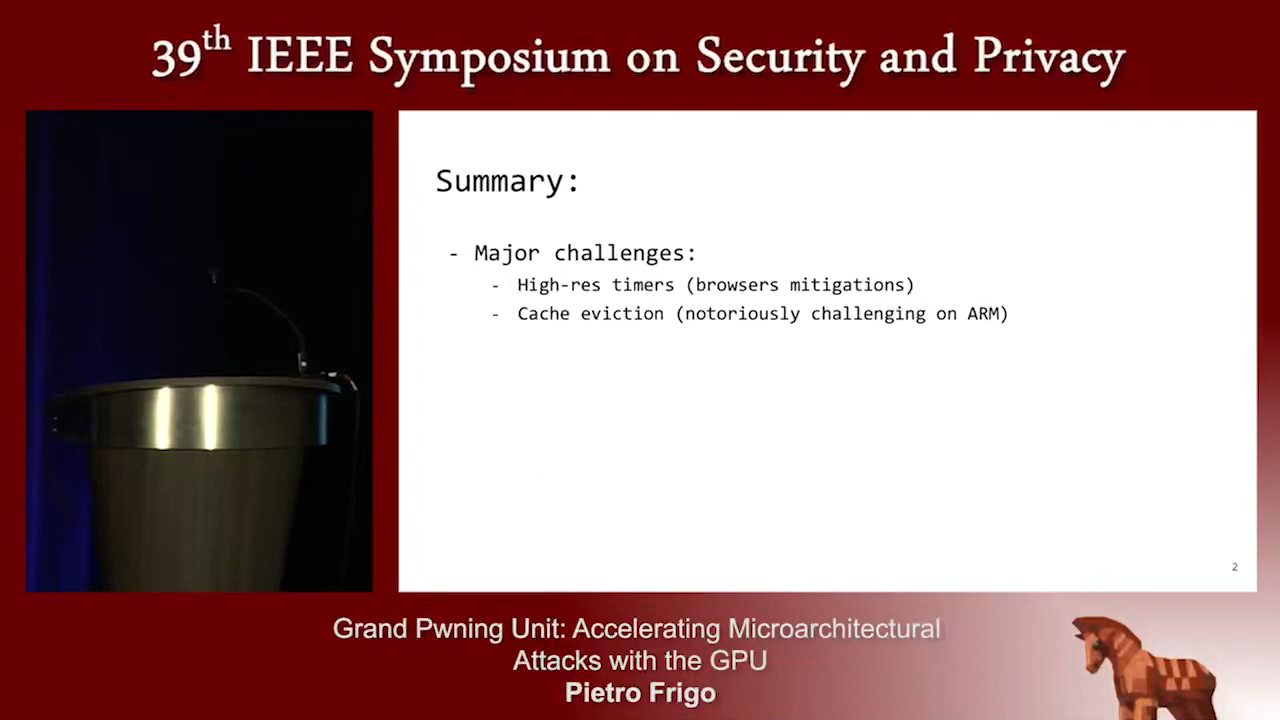 39th IEEE Symposium on Security and Privacy
Summary:
- Major challenges:
- High-res timers (browsers mitigations)
- Cache eviction (notoriously challenging on ARM)
2
Grand Pwning Unit: Accelerating Microarchitectural
Attacks with the GPU
Pietro Frigo